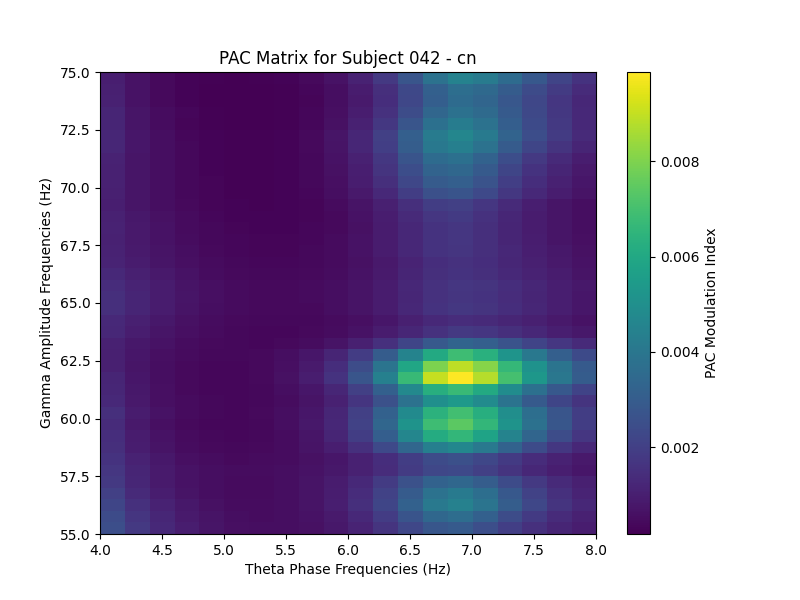 PAC Matrix for Subject 042 - cn
75.0
72.5
70.0
67.5
65.0
62.5
60.0
57.5
55.0
Gamma Amplitude Frequencies (Hz)
4.0 4.5 5.0 5.5 6.0 6.5 7.0 7.5 8.0
Theta Phase Frequencies (Hz)
0.008
0.006
0.004
0.002
PAC Modulation Index